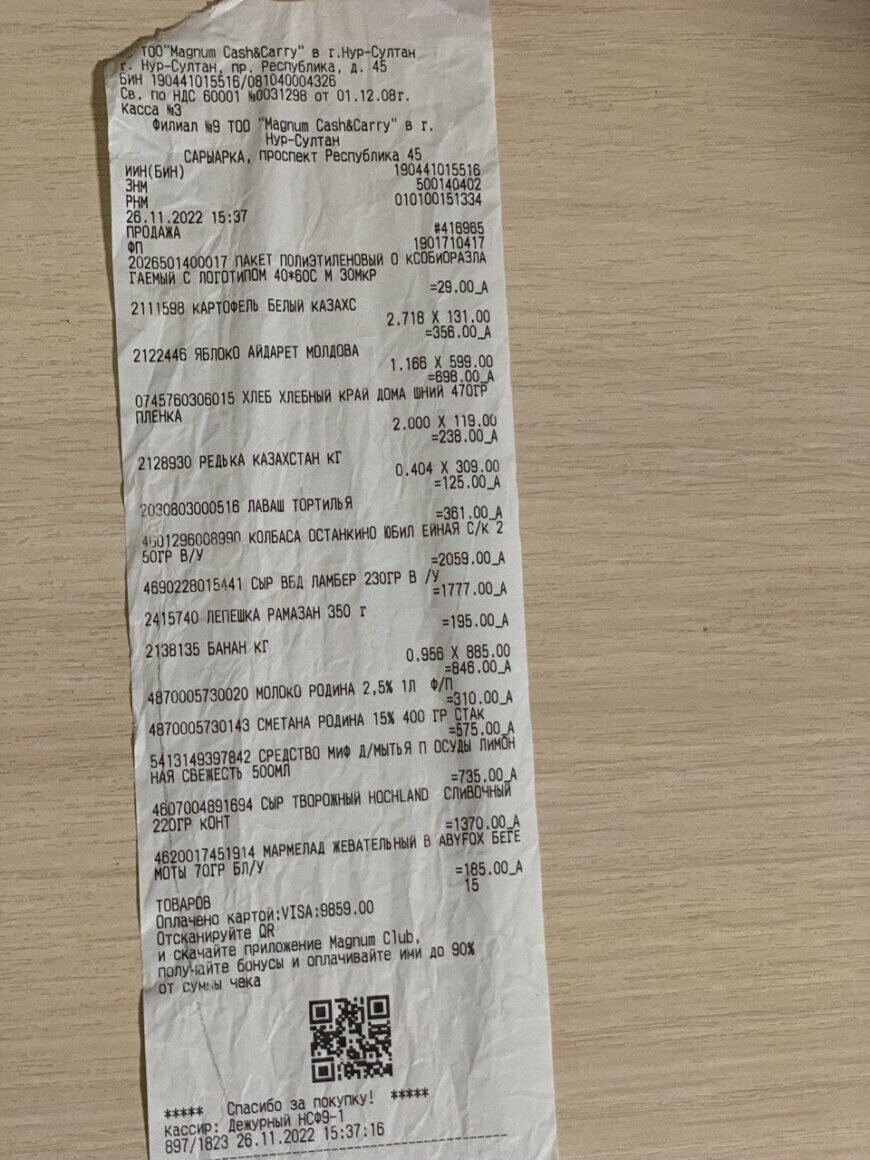 ТОО"Magnum Cash&Carry" в г.Нур-Султан
г. Нур-Султан, пр. Республика, д. 45
БИН 190441015516/081040004326
Св. по НДС 60001 №0031298 от 01.12.08г.
Касса №3
Филиал №9 ТОО "Magnum Cash&Carry" в г.
Нур-Султан
САРЫАРКА, проспект Республика 45
ИИН(БИН) 190441015516
ЗНМ 500140402
РНМ 010100151334
26.11.2022 15:37
ПРОДАЖА #416965
ФП 1901710417
2026501400017 ПАКЕТ ПОЛИЭТИЛЕНОВЫЙ О КСОБИОРАЗЛА
ГАЕМЫЙ С ЛОГОТИПОМ 40*60С М 30МКР
=29.00_А
2111598 КАРТОФЕЛЬ БЕЛЫЙ КАЗАХС
2.718 X 131.00
=356.00_А
2122446 ЯБЛОКО АЙДАРЕТ МОЛДОВА
1.166 X 599.00
=698.00_А
0745760306015 ХЛЕБ ХЛЕБНЫЙ КРАЙ ДОМА ШНИЙ 470ГР
ПЛЕНКА
2.000 X 119.00
=238.00_А
2128930 РЕДЬКА КАЗАХСТАН КГ
0.404 X 309.00
=125.00_А
2030803000516 ЛАВАШ ТОРТИЛЬЯ
=361.00_А
4601296008990 КОЛБАСА ОСТАНКИНО ЮБИЛ ЕЙНАЯ С/К 2
50ГР В/У
=2059.00_А
4690228015441 СЫР ВБД ЛАМБЕР 230ГР В /У
=1777.00_А
2415740 ЛЕПЕШКА РАМАЗАН 350 г
=195.00_А
2138135 БАНАН КГ
0.956 X 885.00
=846.00_А
4870005730020 МОЛОКО РОДИНА 2,5% 1Л Ф/П
=310.00_А
4870005730143 СМЕТАНА РОДИНА 15% 400 ГР СТАК
=575.00_А
5413149397842 СРЕДСТВО МИФ Д/МЫТЬЯ П ОСУДЫ ЛИМОН
НАЯ СВЕЖЕСТЬ 500МЛ
=735.00_А
4607004891694 СЫР ТВОРОЖНЫЙ HOCHLAND СЛИВОЧНЫЙ
220ГР КОНТ
=1370.00_А
4620017451914 МАРМЕЛАД ЖЕВАТЕЛЬНЫЙ B ABYFOX БЕГЕ
МОТЫ 70ГР БЛ/У
=185.00_А
ТОВАРОВ 15
Оплачено картой:VISA:9859.00
Отсканируйте QR
и скачайте приложение Magnum Club,
получайте бонусы и оплачивайте ими до 90%
от суммы чека
***** Спасибо за покупку! *****
кассир: Дежурный НСФ9-1
897/1823 26.11.2022 15:37:16